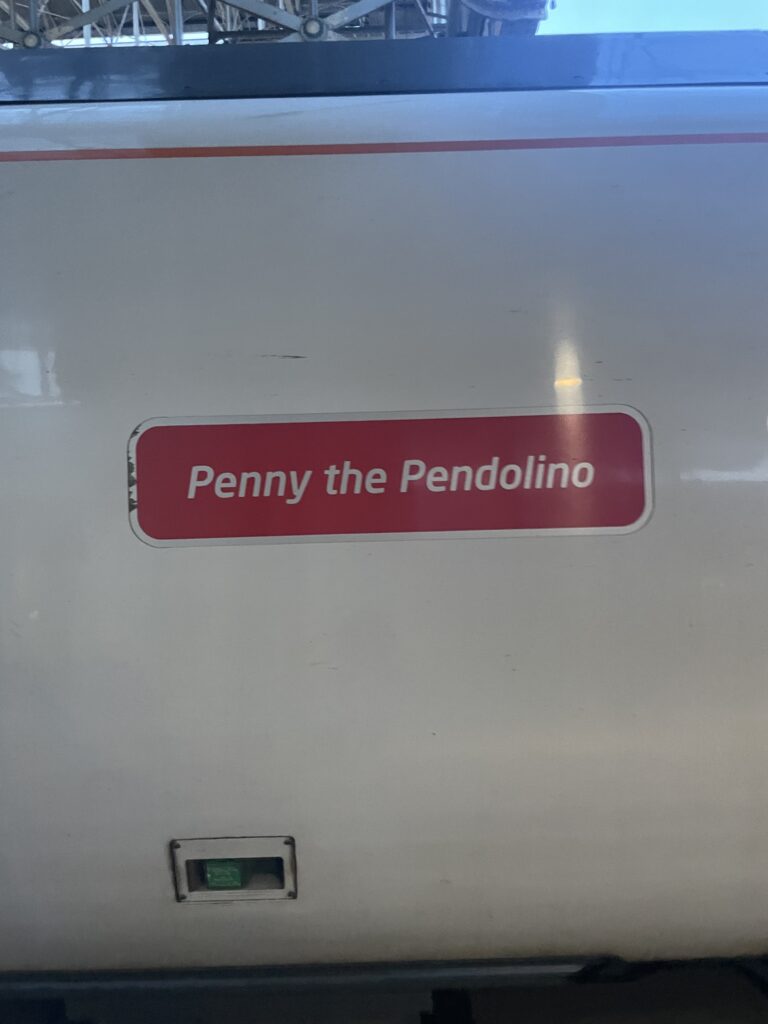 Penny the Pendolino